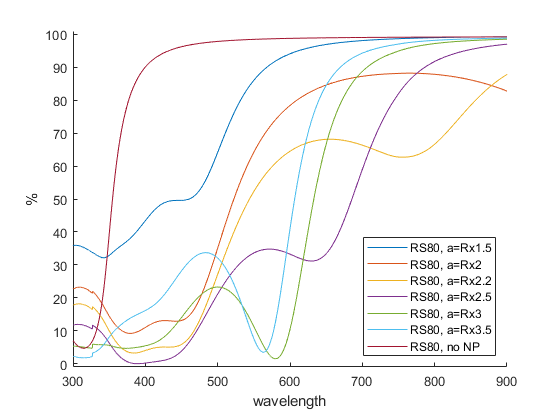 100
90
80
70
60
50
40
30
20
10
0
%
300 400 500 600 700 800 900
wavelength
RS80, a=Rx1.5
RS80, a=Rx2
RS80, a=Rx2.2
RS80, a=Rx2.5
RS80, a=Rx3
RS80, a=Rx3.5
RS80, no NP